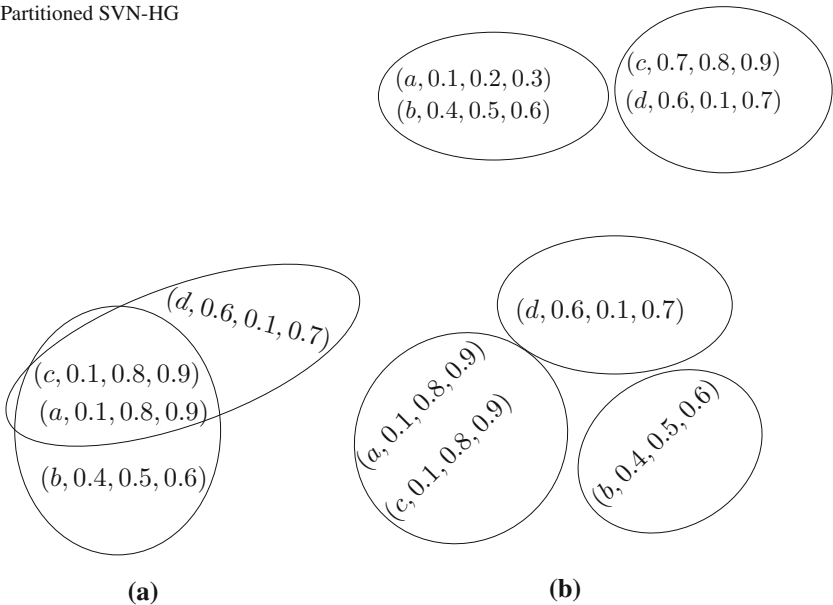 Partitioned SVN-HG
(a, 0.1, 0.2, 0.3)
(b, 0.4, 0.5, 0.6)
(c, 0.7, 0.8, 0.9)
(d, 0.6, 0.1, 0.7)
(d, 0.6, 0.1, 0.7)
(c, 0.1, 0.8, 0.9)
(a, 0.1, 0.8, 0.9)
(b, 0.4, 0.5, 0.6)
(d, 0.6, 0.1, 0.7)
(a, 0.1, 0.8, 0.9)
(c, 0.1, 0.8, 0.9)
(b, 0.4, 0.5, 0.6)
(a)
(b)